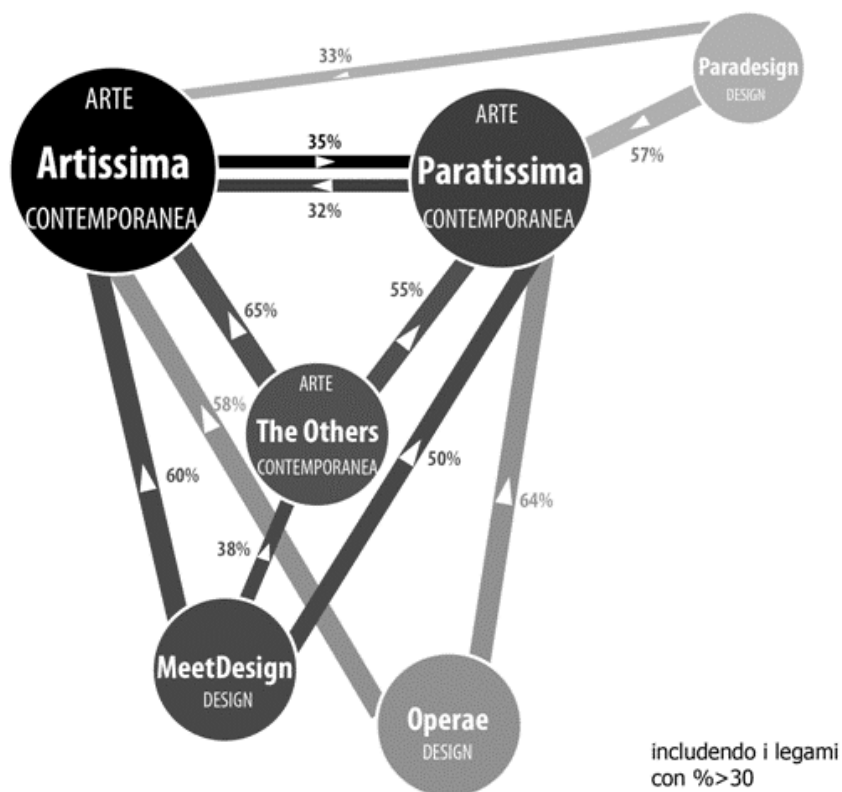 33%
Paradesign
DESIGN
57%
ARTE
Artissima
CONTEMPORANEA
35%
32%
ARTE
Paratissima
CONTEMPORANEA
65%
55%
ARTE
The Others
CONTEMPORANEA
58%
60%
50%
64%
38%
MeetDesign
DESIGN
Operae
DESIGN
includendo i legami
con %>30